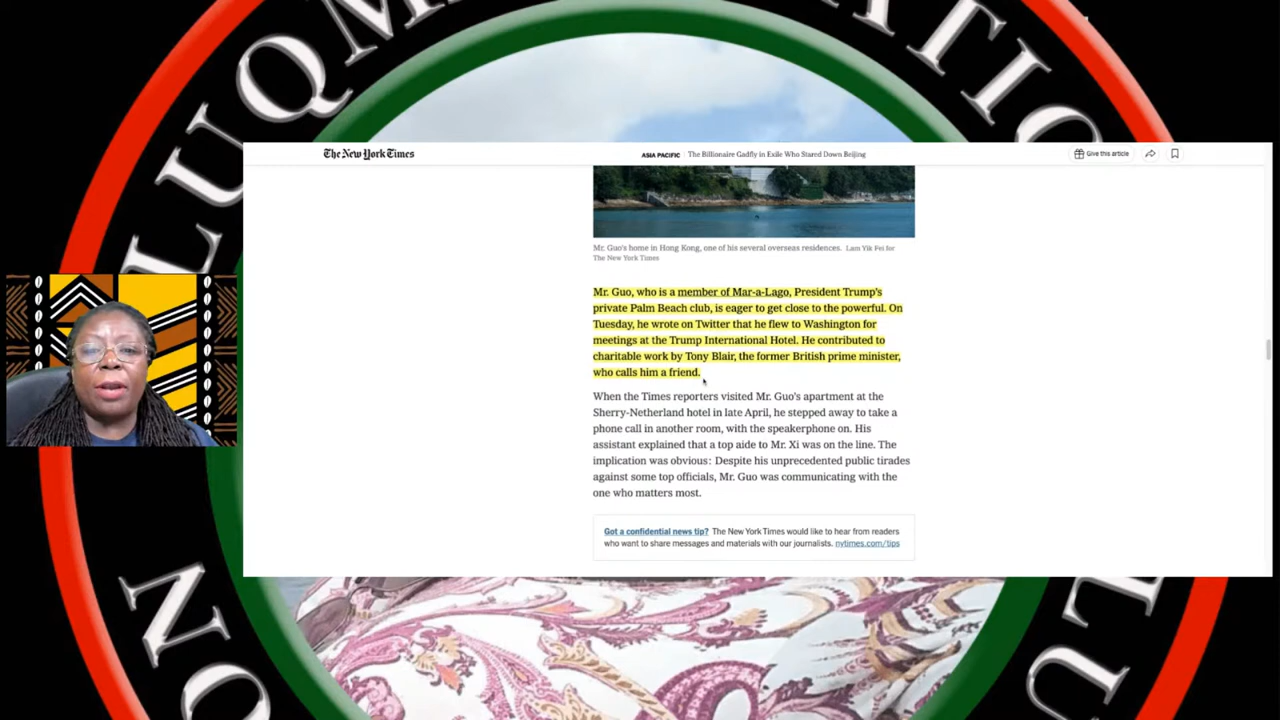 LUQM
ATIO
The New York Times
ASIA PACIFIC | The Billionaire Gadfly in Exile Who Stared Down Beijing
Give this article
Mr. Guo's home in Hong Kong, one of his several overseas residences. Lam Yik Fei for
The New York Times
Mr. Guo, who is a member of Mar-a-Lago, President Trump's
private Palm Beach club, is eager to get close to the powerful. On
Tuesday, he wrote on Twitter that he flew to Washington for
meetings at the Trump International Hotel. He contributed to
charitable work by Tony Blair, the former British prime minister,
who calls him a friend.
When the Times reporters visited Mr. Guo's apartment at the
Sherry-Netherland hotel in late April, he stepped away to take a
phone call in another room, with the speakerphone on. His
assistant explained that a top aide to Mr. Xi was on the line. The
implication was obvious: Despite his unprecedented public tirades
against some top officials, Mr. Guo was communicating with the
one who matters most.
Got a confidential news tip? The New York Times would like to hear from readers
who want to share messages and materials with our journalists. nytimes.com/tips